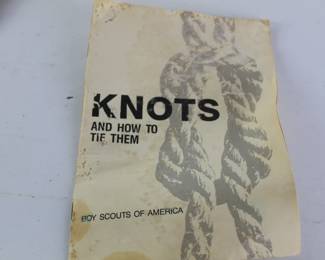 KNOTS
AND HOW TO
TIE THEM
BOY SCOUTS OF AMERICA